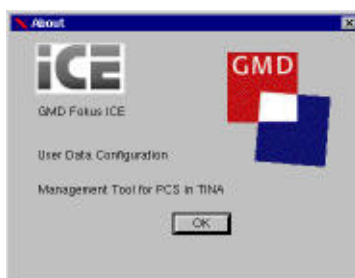 About
iCE
GMD
GMD Fokus ICE
User Data Configuration
Management Tool for PCS in TINA
OK